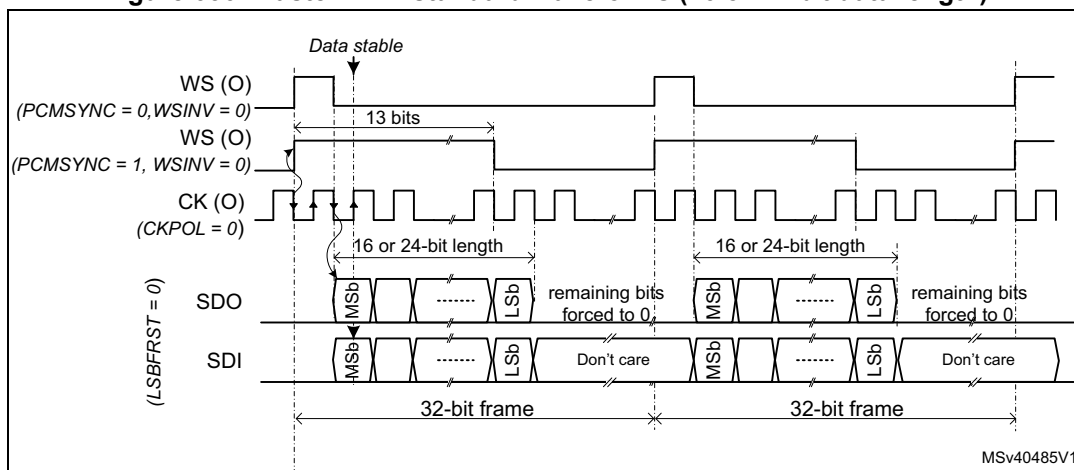 Data stable
WS (O)
(PCMSYNC = 0,WSINV = 0)
13 bits
WS (O)
(PCMSYNC = 1, WSINV = 0)
CK (O)
(CKPOL = 0)
16 or 24-bit length
16 or 24-bit length
(LSBFRST = 0)
SDO
MSb
LSb
remaining bits
forced to 0
MSb
LSb
remaining bits
forced to 0
SDI
MSb
LSb
Don't care
MSb
LSb
Don't care
32-bit frame
32-bit frame
MSv40485V1